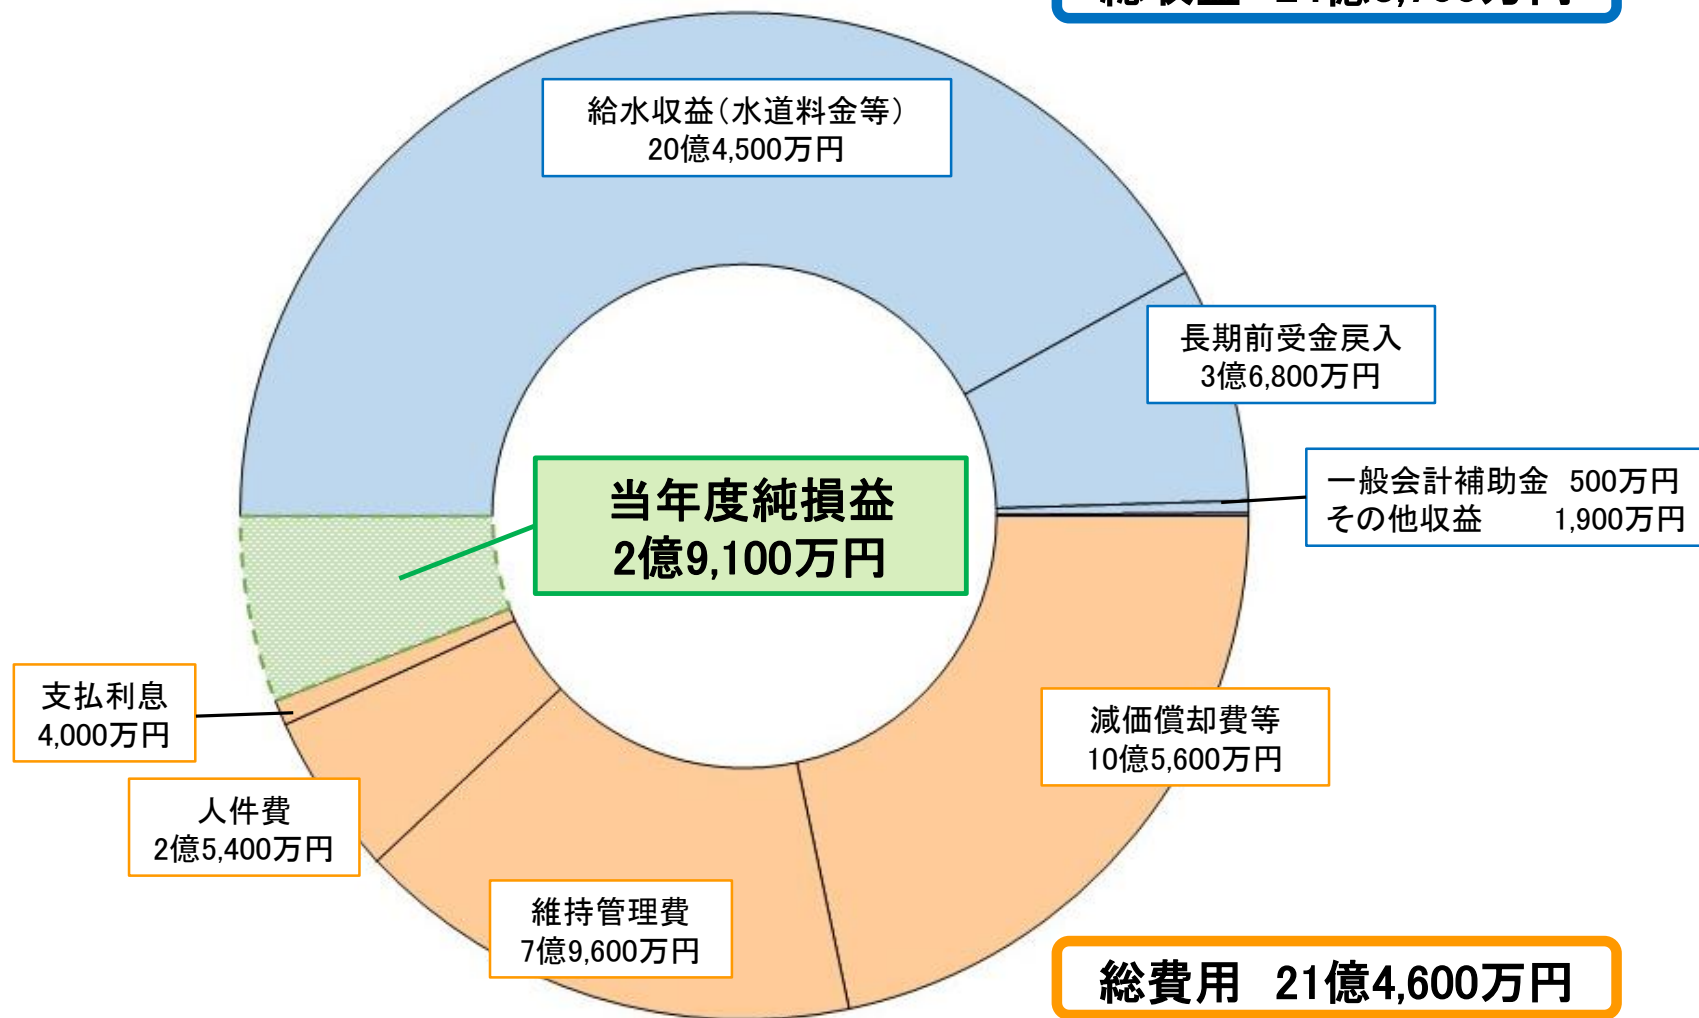 給水収益（水道料金等）
20億4,500万円
長期前受金戻入
3億6,800万円
一般会計補助金 500万円
その他収益 1,900万円
当年度純損益
2億9,100万円
支払利息
4,000万円
減価償却費等
10億5,600万円
人件費
2億5,400万円
維持管理費
7億9,600万円
総費用 21億4,600万円